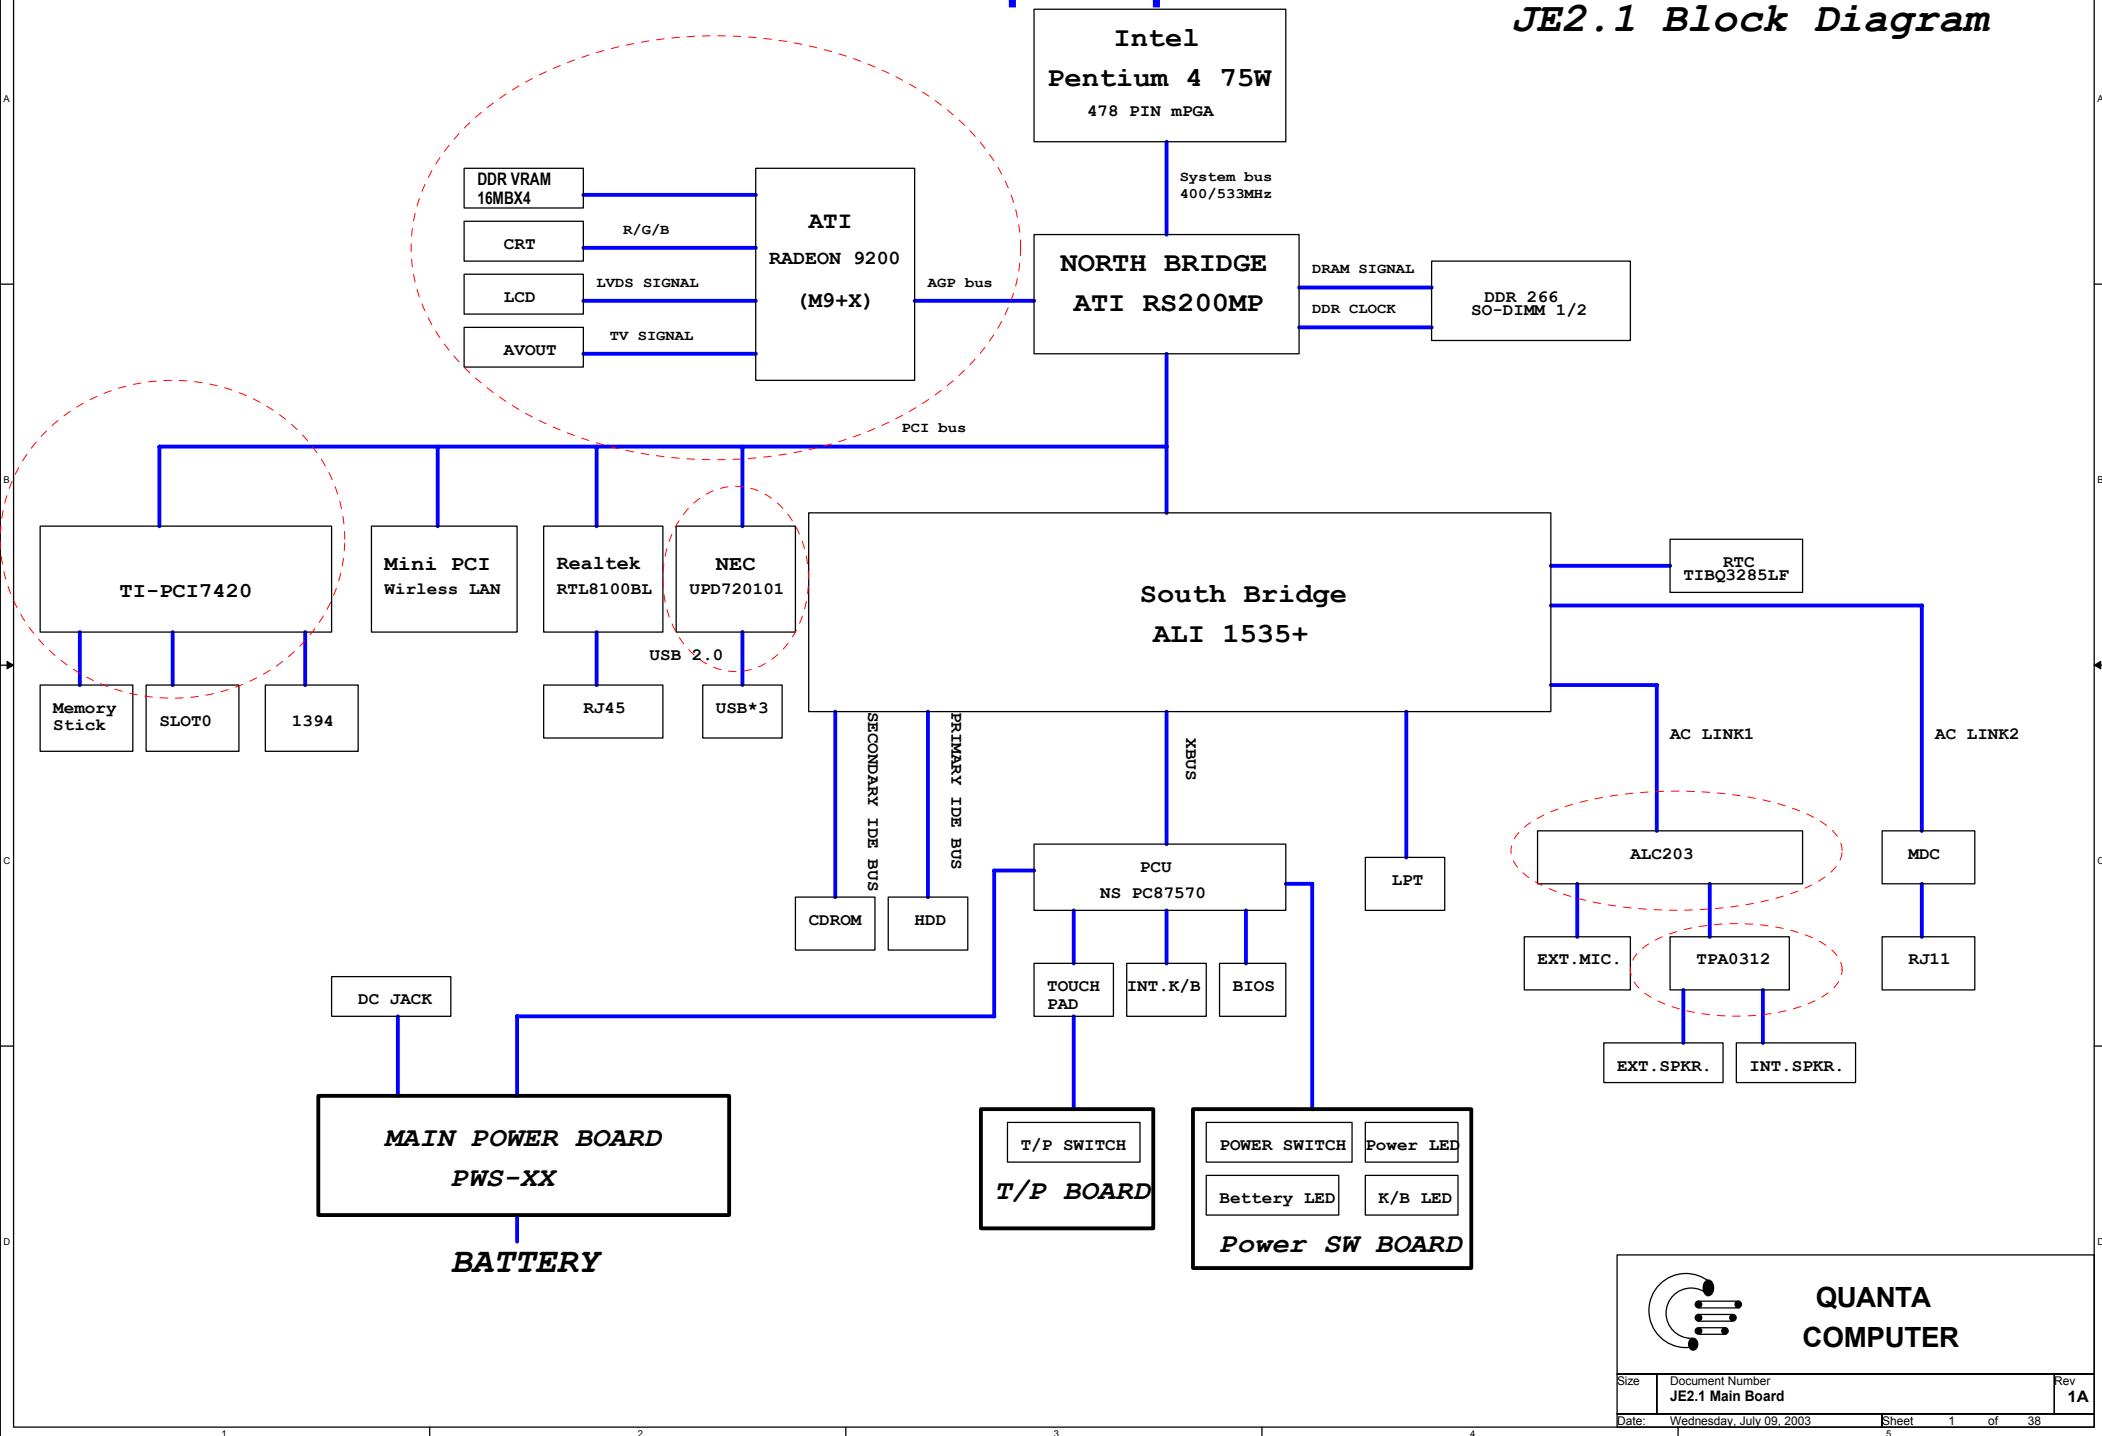 JE2.1 Block Diagram
Intel
Pentium 4 75W
478 PIN mPGA
A
A
System bus
400/533MHz
DDR VRAM
16MBX4
CRT
LCD
AVOUT
R/G/B
LVDS SIGNAL
TV SIGNAL
ATI
RADEON 9200
(M9+X)
AGP bus
NORTH BRIDGE
ATI RS200MP
DRAM SIGNAL
DDR CLOCK
DDR 266
SO-DIMM 1/2
PCI bus
B
B
TI-PCI7420
Mini PCI
Wirless LAN
Realtek
RTL8100BL
NEC
UPD720101
South Bridge
ALI 1535+
RTC
TIBQ3285LF
USB 2.0
Memory
Stick
SLOT0
1394
RJ45
USB*3
SECONDARY IDE BUS
PRIMARY IDE BUS
XBUS
AC LINK1
AC LINK2
C
C
PCU
NS PC87570
LPT
ALC203
MDC
CDROM
HDD
EXT.MIC.
TPA0312
RJ11
DC JACK
TOUCH
PAD
INT.K/B
BIOS
EXT.SPKR.
INT.SPKR.
MAIN POWER BOARD
PWS-XX
T/P SWITCH
T/P BOARD
POWER SWITCH
Power LED
Bettery LED
K/B LED
Power SW BOARD
D
D
BATTERY
QUANTA
COMPUTER
Size
Document Number
Rev
JE2.1 Main Board
1A
Date:
Wednesday, July 09, 2003
Sheet 1 of 38
1
2
3
4
5